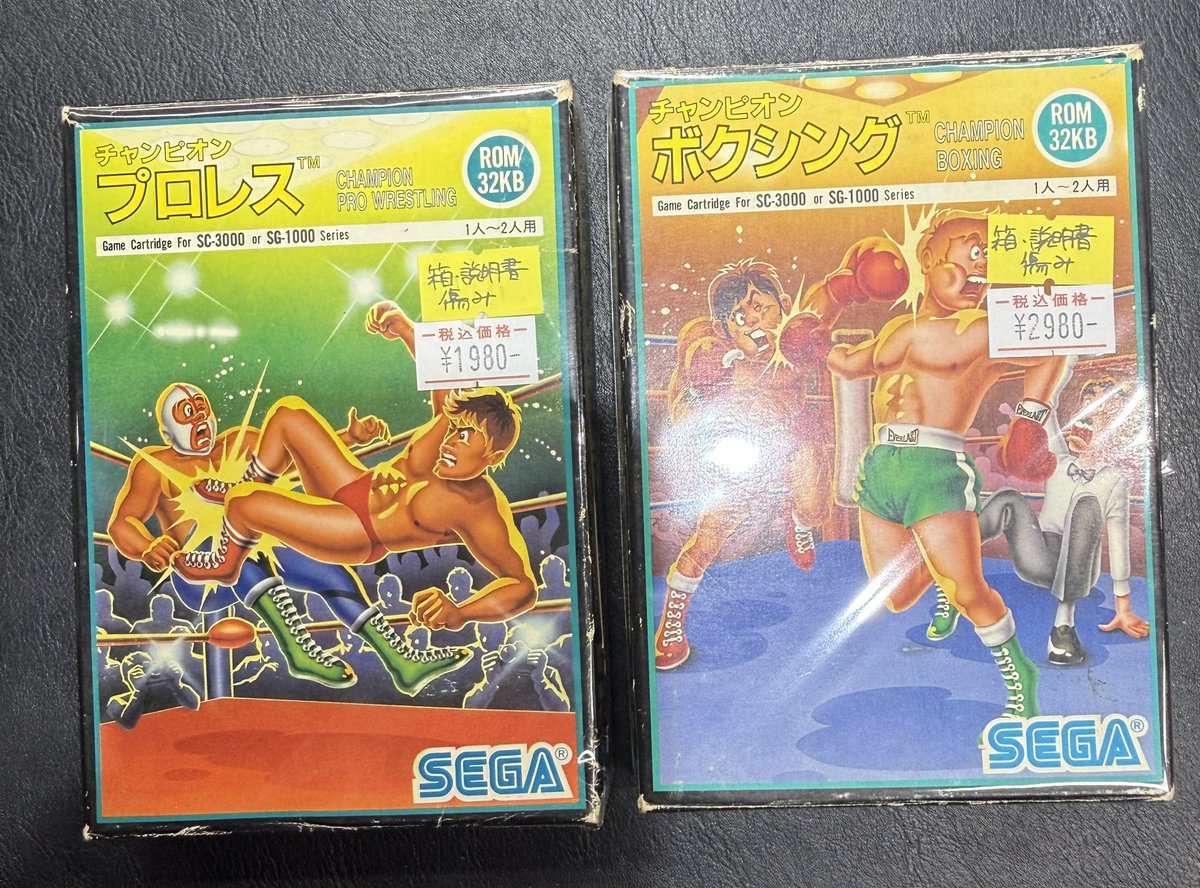 チャンピオン
プロレス™
CHAMPION
PRO WRESTLING
ROM/
32KB
Game Cartridge For SC-3000 or SG-1000 Series
1人〜2人用
箱・説明書
傷み
税込価格
¥1980-
SEGA®
チャンピオン
ボクシング™
CHAMPION
BOXING
ROM
32KB
Game Cartridge For SC-3000 or SG-1000 Series
1人〜2人用
箱・説明書
傷み
税込価格
¥2980-
EVERLAST
EVERLAST
SEGA®